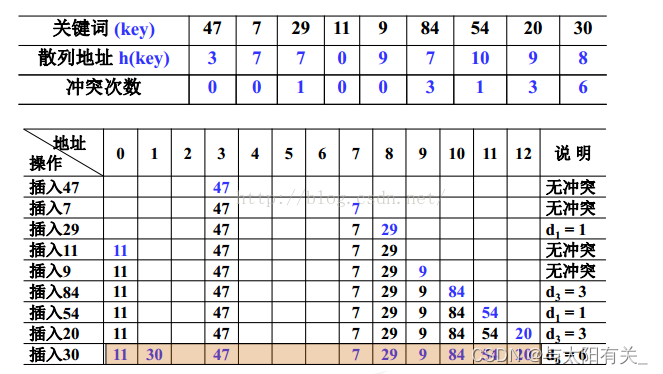 关键词 (key) 47 7 29 11 9 84 54 20 30
散列地址 h(key) 3 7 7 0 9 7 10 9 8
冲突次数 0 0 1 0 0 3 1 3 6
地址 0 1 2 3 4 5 6 7 8 9 10 11 12 说 明
操作
插入47 47 无冲突
http://blog.csdn.net/
插入7 47 7 无冲突
插入29 47 7 29 d₁ = 1
插入11 11 47 7 29 无冲突
插入9 11 47 7 29 9 无冲突
插入84 11 47 7 29 9 84 d₃ = 3
插入54 11 47 7 29 9 84 54 d₁ = 1
插入20 11 47 7 29 9 84 54 20 d₃ = 3
插入30 11 30 47 7 29 9 84 54 20 d₆ = 6
CSDN @与太阳有关_